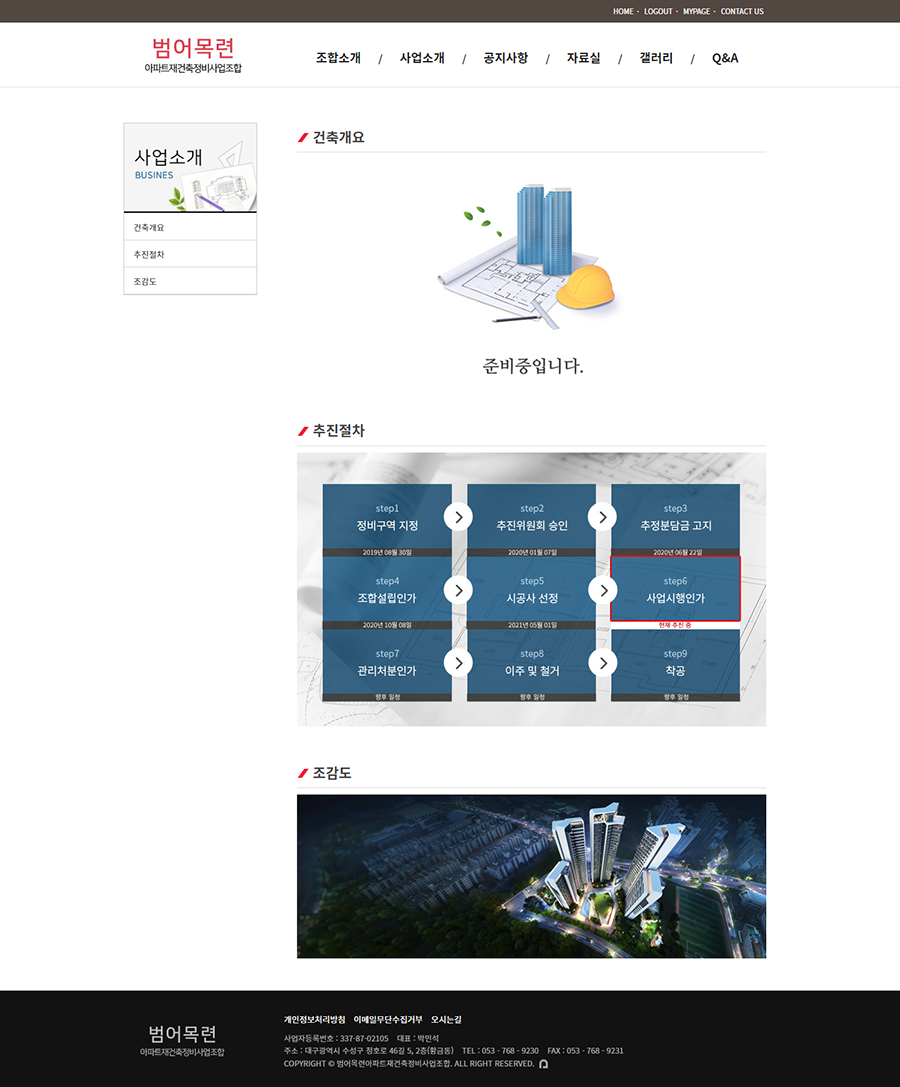 HOME · LOGOUT · MYPAGE · CONTACT US
범어목련
아파트재건축정비사업조합
조합소개 / 사업소개 / 공지사항 / 자료실 / 갤러리 / Q&A
사업소개
BUSINES
건축개요
추진절차
조감도
건축개요
준비중입니다.
추진절차
step1
정비구역 지정
2019년 08월 30일
step2
추진위원회 승인
2020년 01월 07일
step3
추정분담금 고지
2020년 06월 22일
step4
조합설립인가
2020년 10월 08일
step5
시공사 선정
2021년 05월 01일
step6
사업시행인가
현재 추진 중
step7
관리처분인가
향후 일정
step8
이주 및 철거
향후 일정
step9
착공
향후 일정
조감도
범어목련
아파트재건축정비사업조합
개인정보처리방침 이메일무단수집거부 오시는길
사업자등록번호 : 337-87-02105 대표 : 박민석
주소 : 대구광역시 수성구 청호로 46길 5, 2층(황금동) TEL : 053 - 768 - 9230 FAX : 053 - 768 - 9231
COPYRIGHT © 범어목련아파트재건축정비사업조합. ALL RIGHT RESERVED.